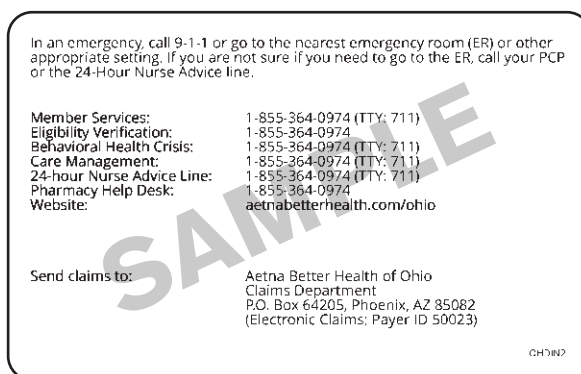 In an emergency, call 9-1-1 or go to the nearest emergency room (ER) or other
appropriate setting. If you are not sure if you need to go to the ER, call your PCP
or the 24-Hour Nurse Advice line.
Member Services: 1-855-364-0974 (TTY: 711)
Eligibility Verification: 1-855-364-0974
Behavioral Health Crisis: 1-855-364-0974 (TTY: 711)
Care Management: 1-855-364-0974 (TTY: 711)
24-hour Nurse Advice Line: 1-855-364-0974 (TTY: 711)
Pharmacy Help Desk: 1-855-364-0974
Website: aetnabetterhealth.com/ohio
SAMPLE
Send claims to: Aetna Better Health of Ohio
Claims Department
P.O. Box 64205, Phoenix, AZ 85082
(Electronic Claims: Payer ID 50023)